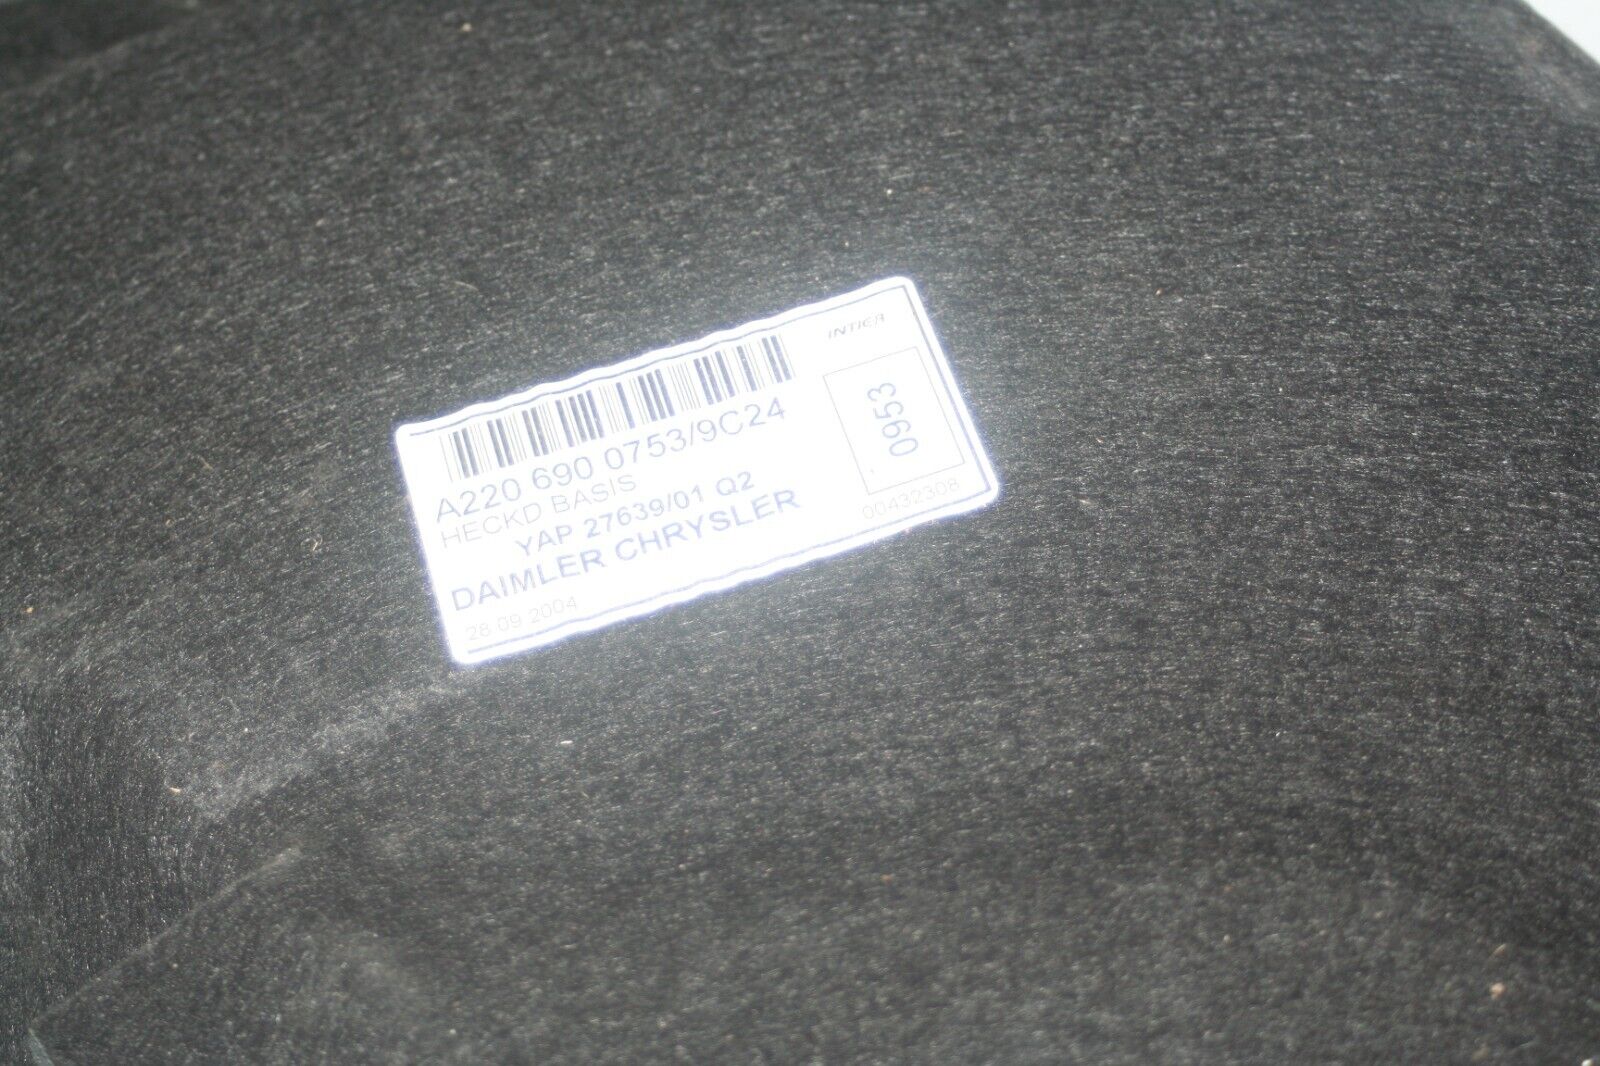 INTIER
A220 690 0753/9C24
HECKD BASIS
YAP 27639/01 Q2
DAIMLER CHRYSLER
28.09.2004
0953
00432308